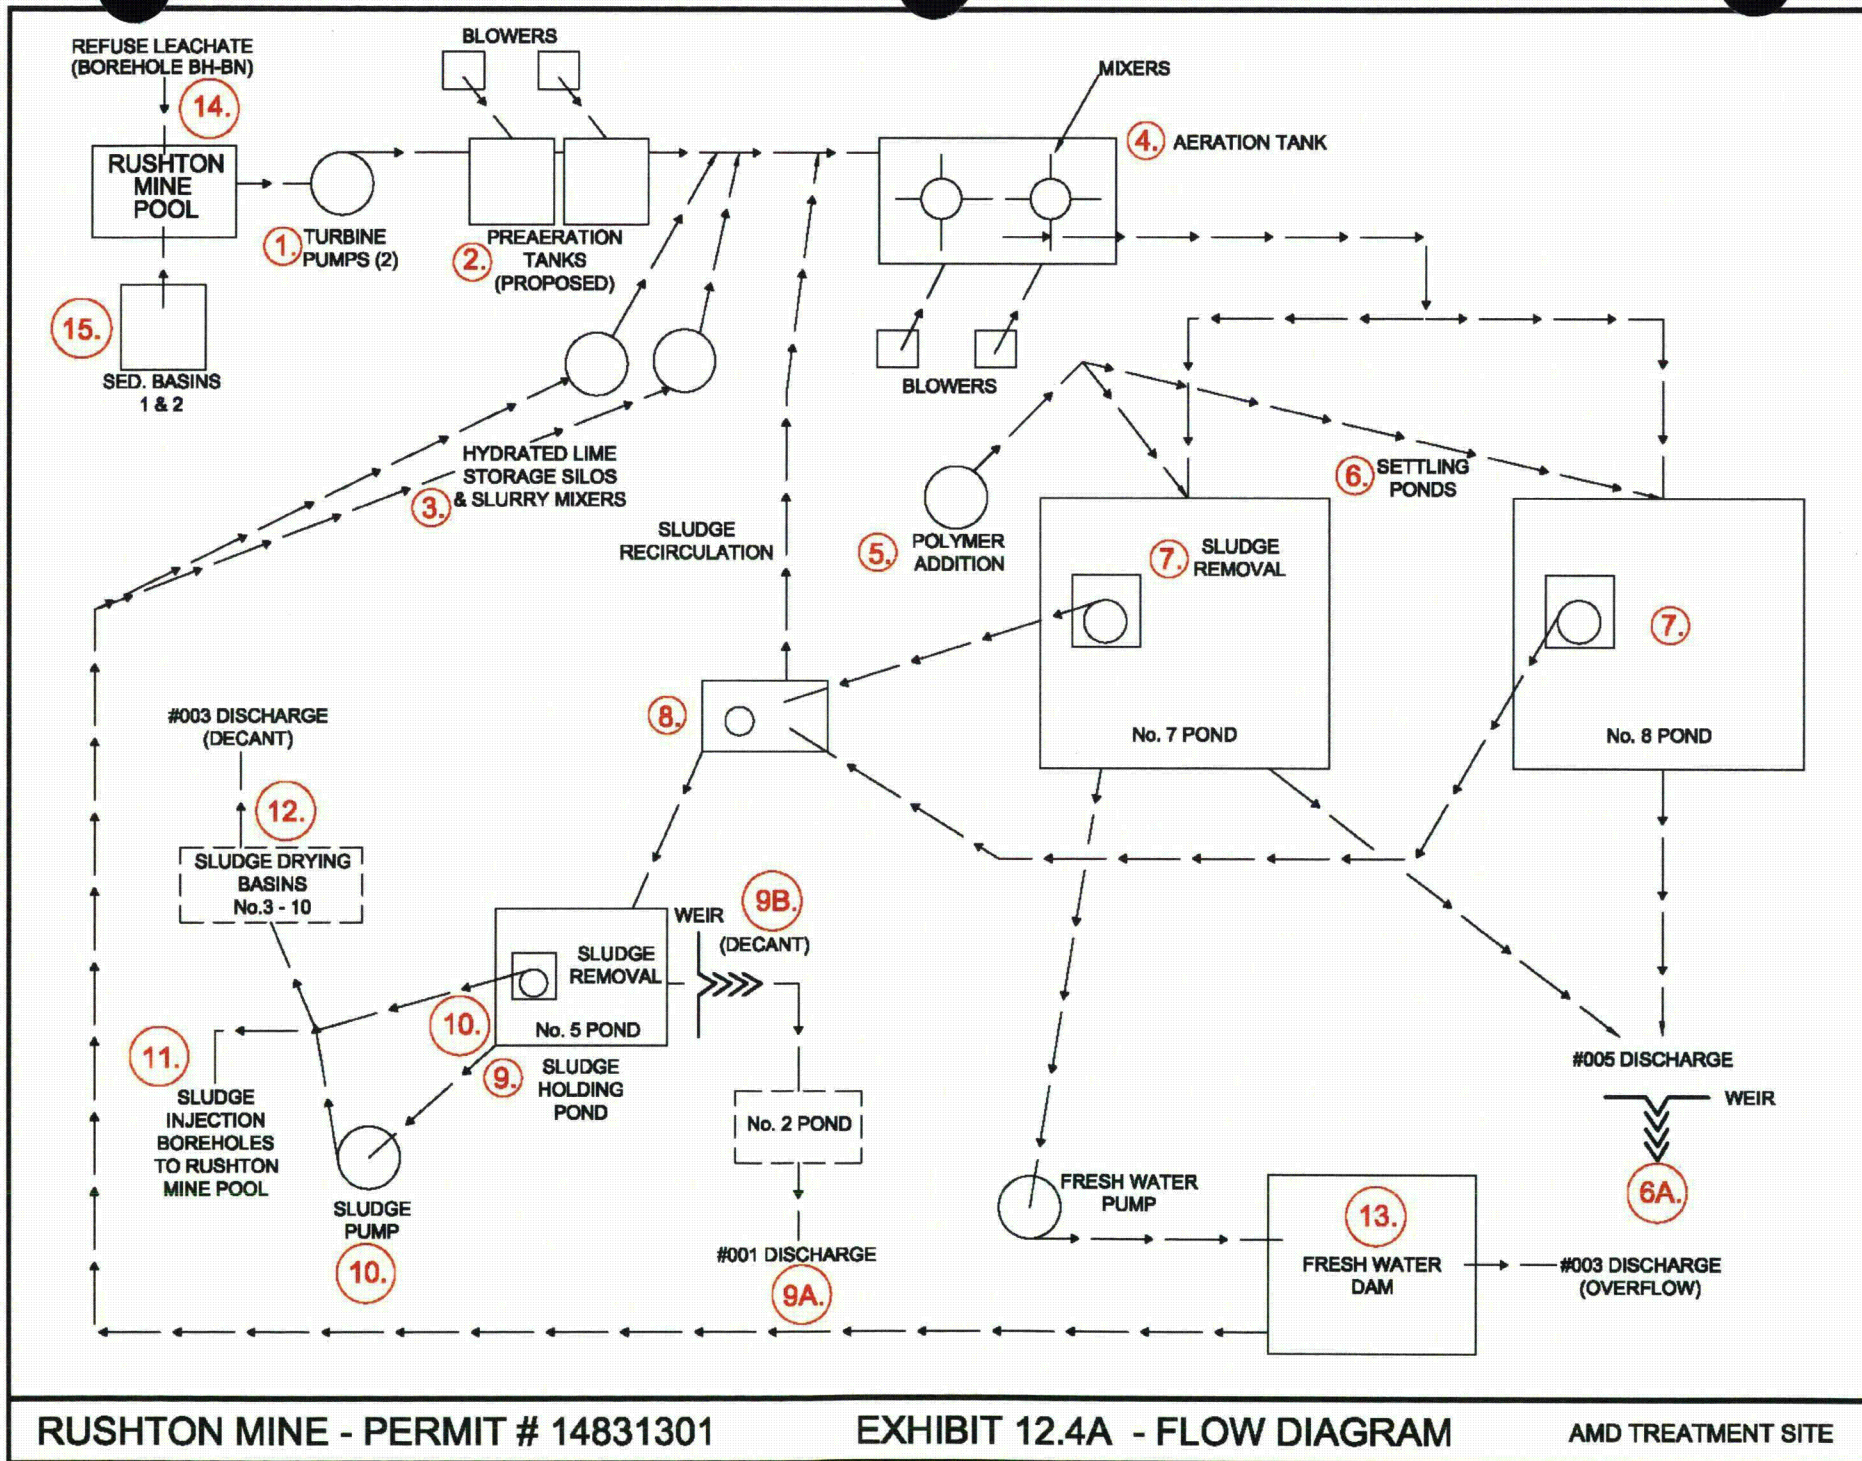 REFUSE LEACHATE
(BOREHOLE BH-BN)
14.
RUSHTON
MINE
POOL
1.
TURBINE
PUMPS (2)
15.
SED. BASINS
1 & 2
BLOWERS
2.
PREAERATION
TANKS
(PROPOSED)
MIXERS
4.
AERATION TANK
BLOWERS
HYDRATED LIME
STORAGE SILOS
& SLURRY MIXERS
3.
SLUDGE
RECIRCULATION
5.
POLYMER
ADDITION
6.
SETTLING
PONDS
7.
SLUDGE
REMOVAL
No. 7 POND
7.
No. 8 POND
8.
#003 DISCHARGE
(DECANT)
12.
SLUDGE DRYING
BASINS
No.3 - 10
WEIR
9B.
(DECANT)
SLUDGE
REMOVAL
No. 5 POND
10.
9.
SLUDGE
HOLDING
POND
11.
SLUDGE
INJECTION
BOREHOLES
TO RUSHTON
MINE POOL
SLUDGE
PUMP
10.
No. 2 POND
#001 DISCHARGE
9A.
FRESH WATER
PUMP
13.
FRESH WATER
DAM
#005 DISCHARGE
WEIR
6A.
#003 DISCHARGE
(OVERFLOW)
RUSHTON MINE - PERMIT # 14831301
EXHIBIT 12.4A - FLOW DIAGRAM
AMD TREATMENT SITE